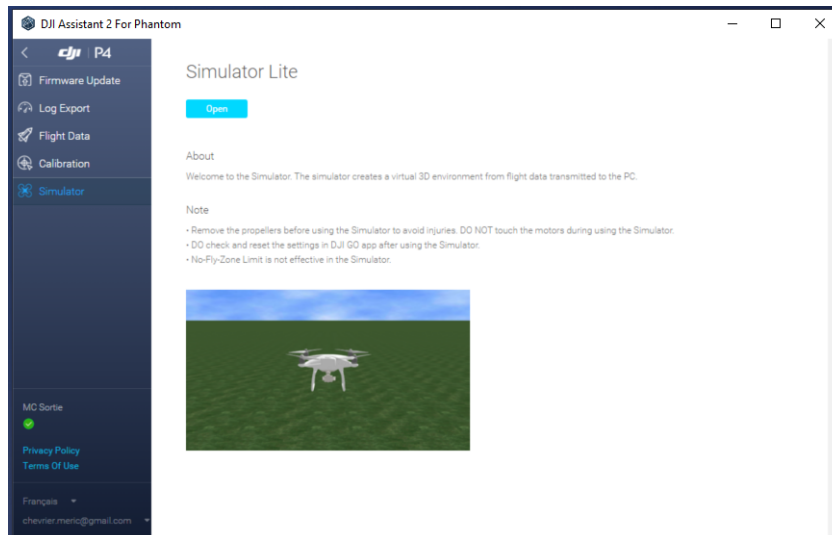 DJI Assistant 2 For Phantom
dji P4
Firmware Update
Log Export
Flight Data
Calibration
Simulator
MC Sortie
Privacy Policy
Terms Of Use
Français
chevrier.meric@gmail.com
Simulator Lite
Open
About
Welcome to the Simulator. The simulator creates a virtual 3D environment from flight data transmitted to the PC.
Note
• Remove the propellers before using the Simulator to avoid injuries. DO NOT touch the motors during using the Simulator.
• DO check and reset the settings in DJI GO app after using the Simulator.
• No-Fly-Zone Limit is not effective in the Simulator.